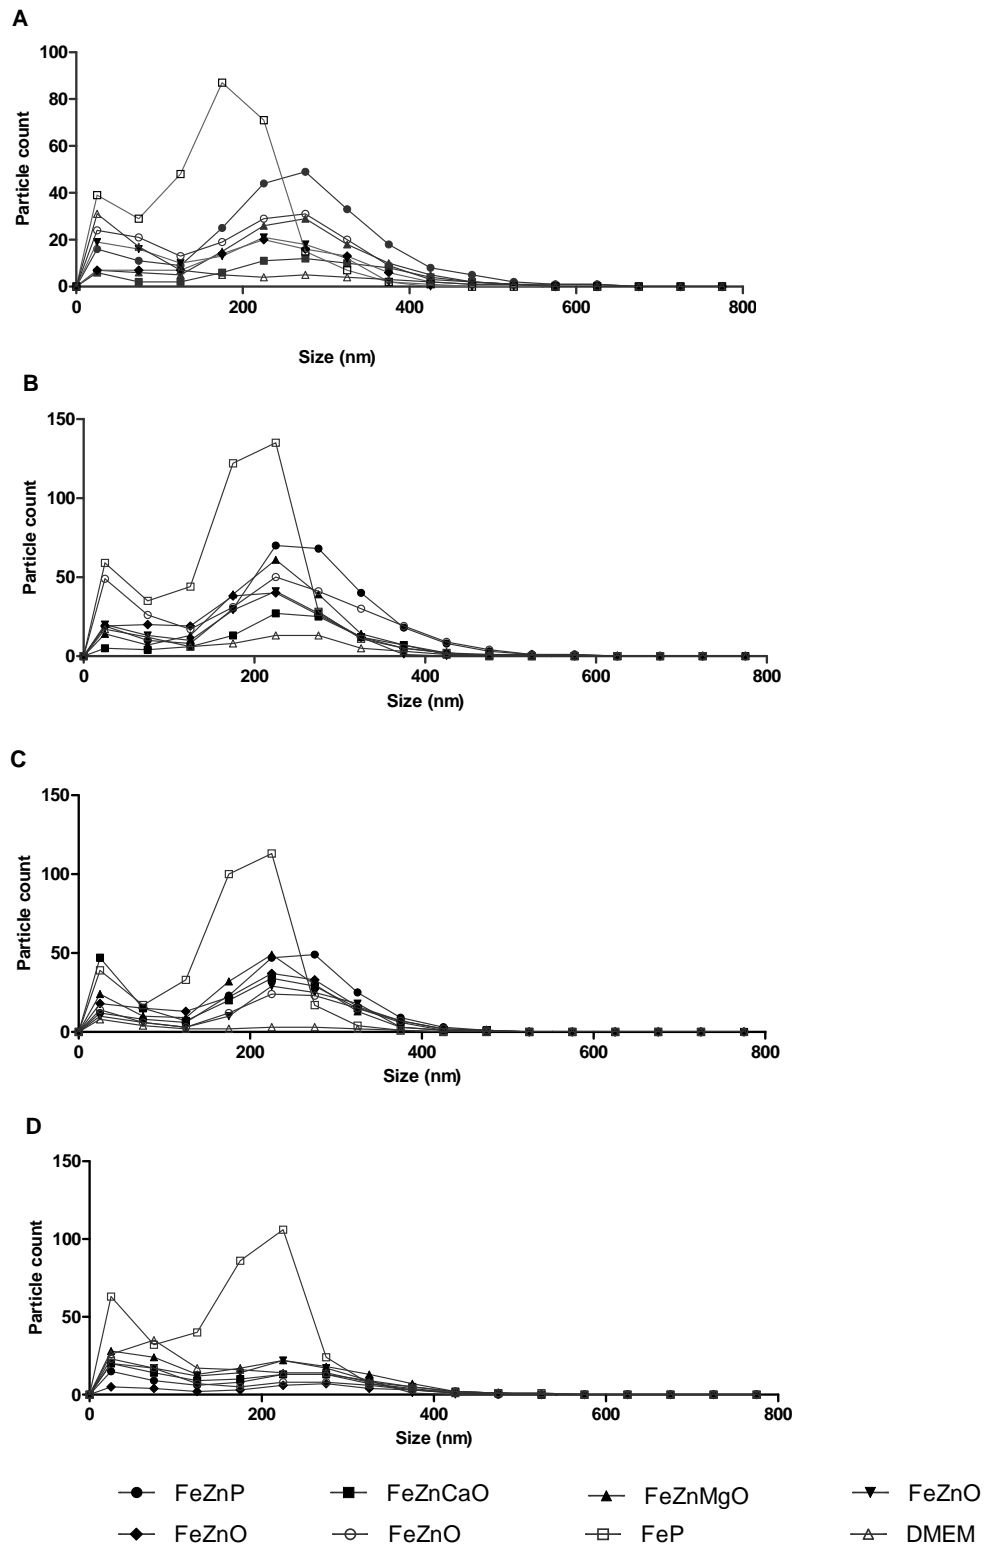 A
100
80
60
40
20
0
Particle count
0 200 400 600 800
Size (nm)
B
150
100
50
0
Particle count
0 200 400 600 800
Size (nm)
C
150
100
50
0
Particle count
0 200 400 600 800
Size (nm)
D
150
100
50
0
Particle count
0 200 400 600 800
Size (nm)
FeZnP FeZnCaO FeZnMgO FeZnO
FeZnO FeZnO FeP DMEM